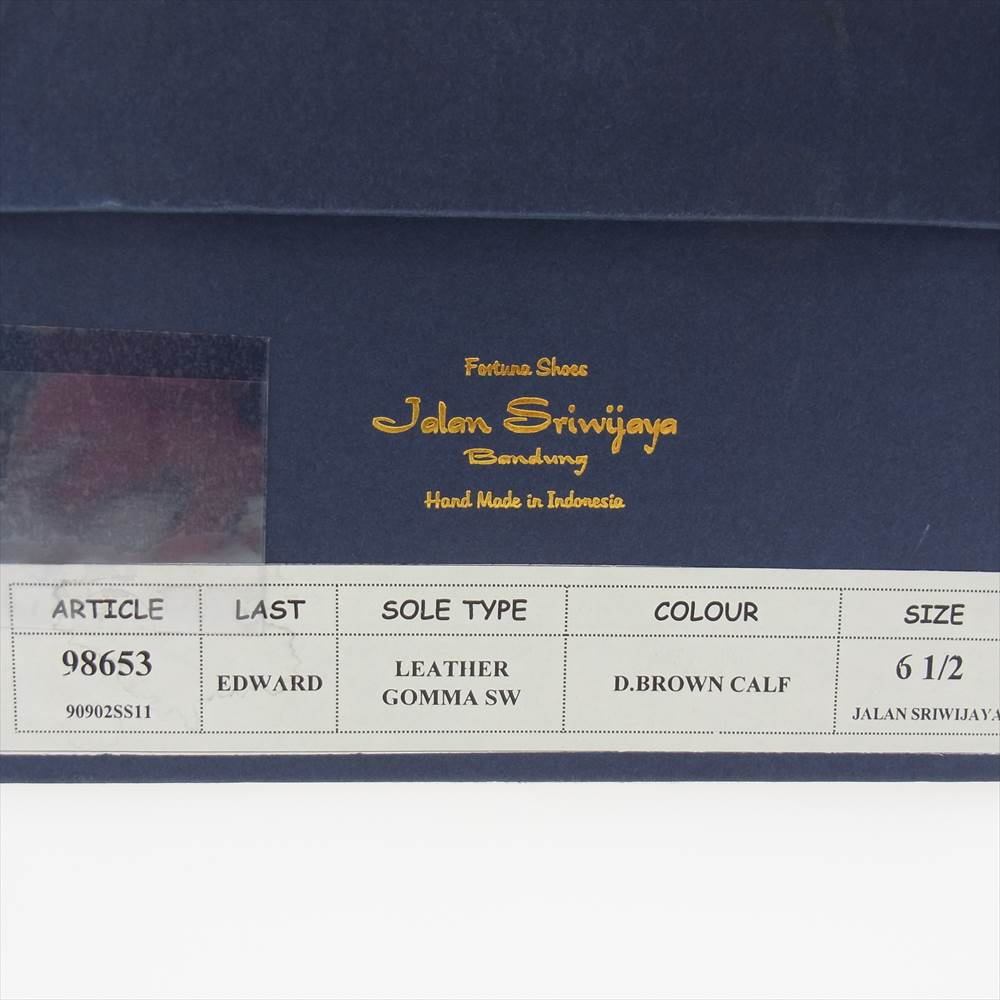 Fortuna Shoes
Jalan Sriwijaya
Bandung
Hand Made in Indonesia
ARTICLE LAST SOLE TYPE COLOUR SIZE
98653 EDWARD LEATHER D.BROWN CALF 6 1/2
90902SS11 GOMMA SW JALAN SRIWIJAYA